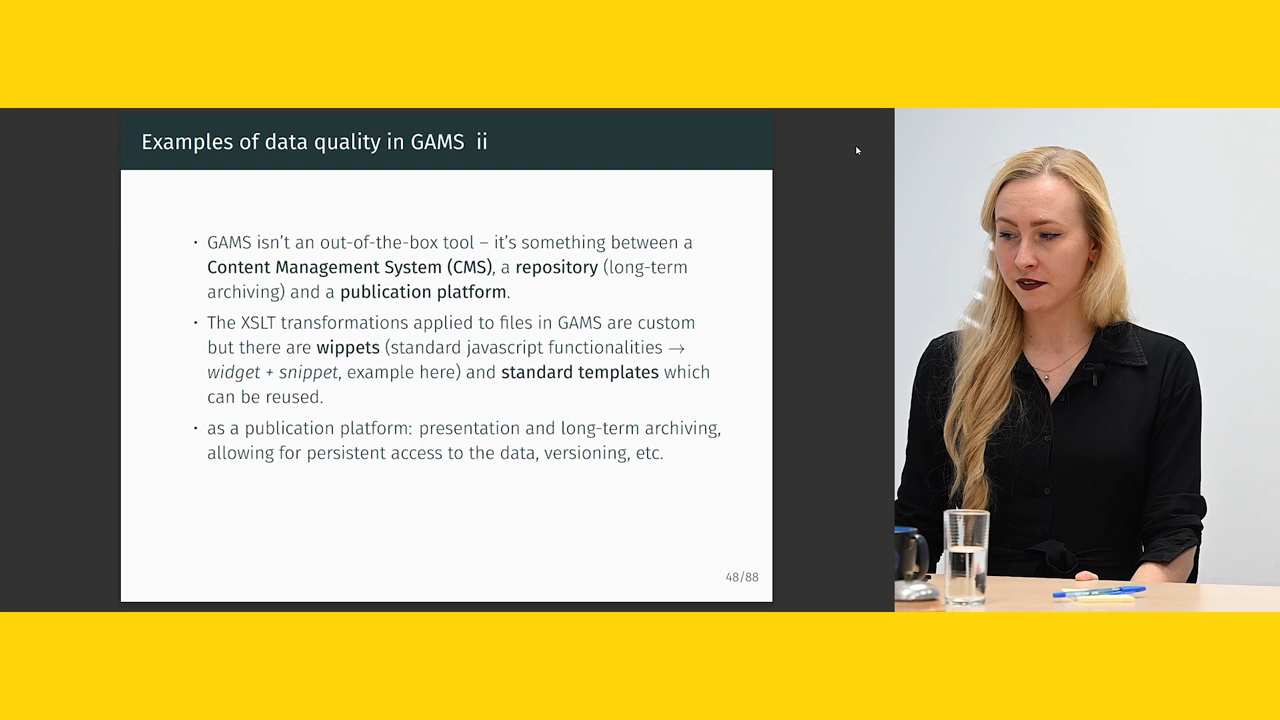 Examples of data quality in GAMS ii
• GAMS isn't an out-of-the-box tool – it's something between a
Content Management System (CMS), a repository (long-term
archiving) and a publication platform.
• The XSLT transformations applied to files in GAMS are custom
but there are wippets (standard javascript functionalities →
widget + snippet, example here) and standard templates which
can be reused.
• as a publication platform: presentation and long-term archiving,
allowing for persistent access to the data, versioning, etc.
48/88